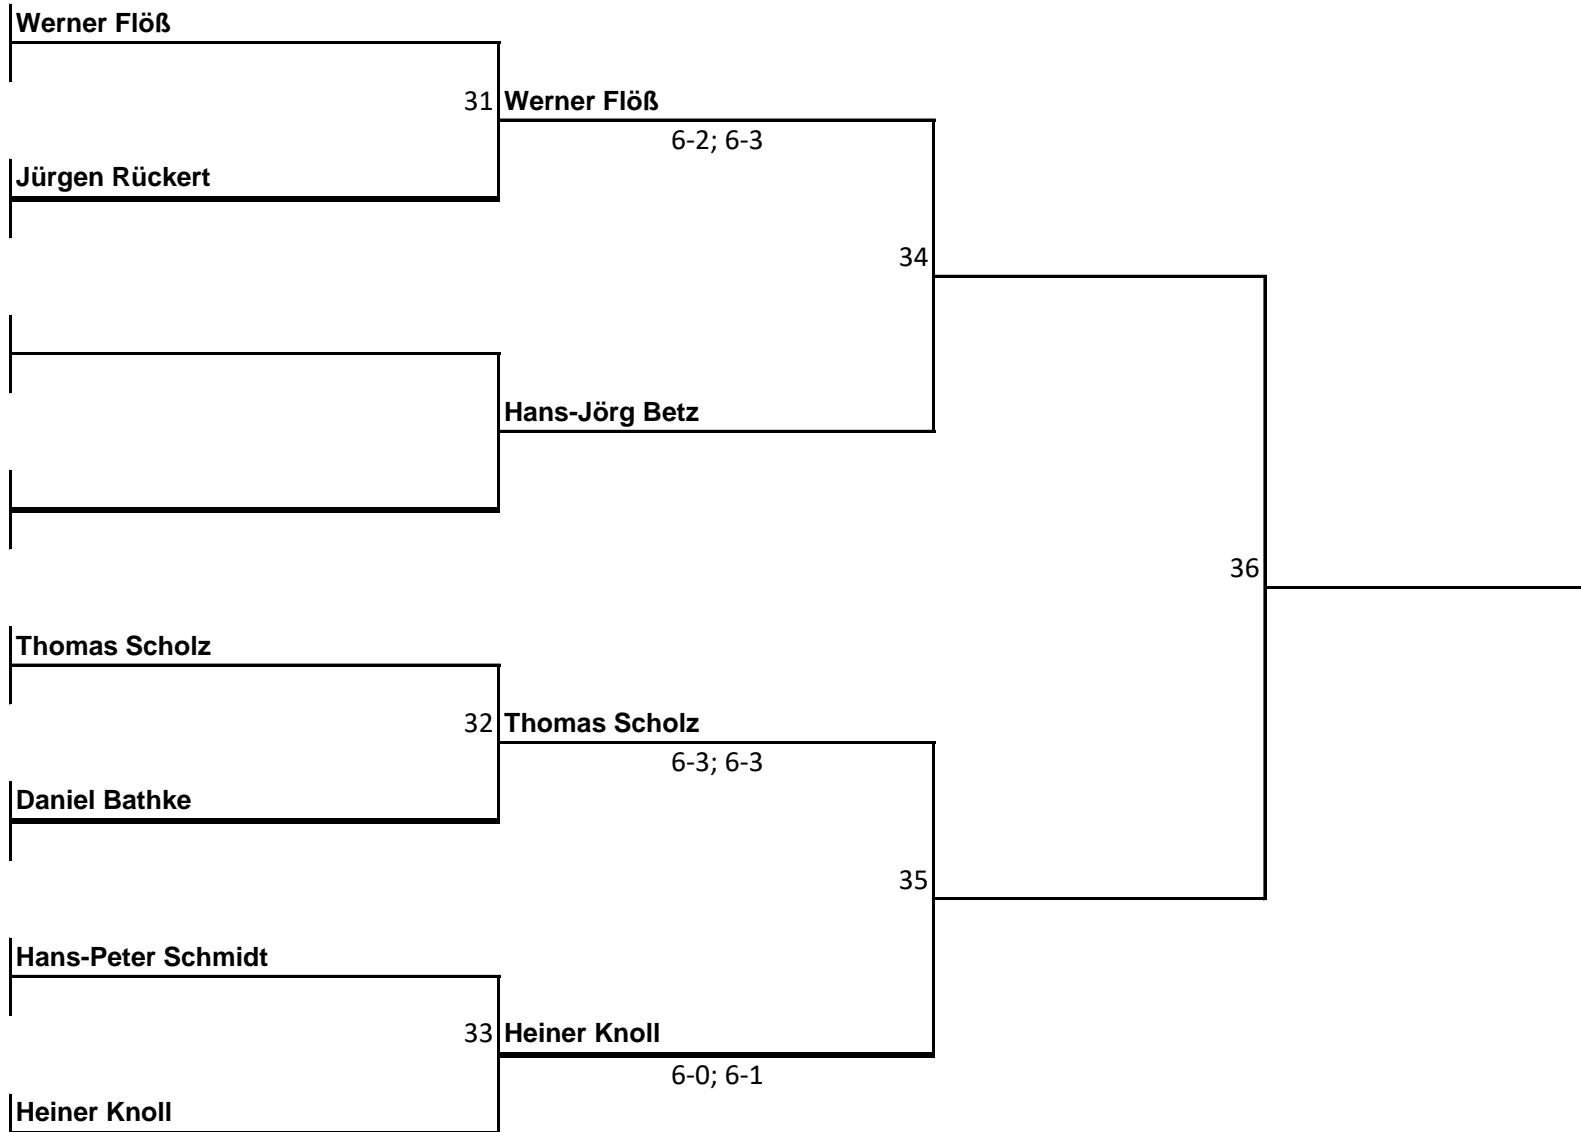 Werner Flöß
31 Werner Flöß
6-2; 6-3
Jürgen Rückert
34
Hans-Jörg Betz
36
Thomas Scholz
32 Thomas Scholz
6-3; 6-3
Daniel Bathke
35
Hans-Peter Schmidt
33 Heiner Knoll
6-0; 6-1
Heiner Knoll